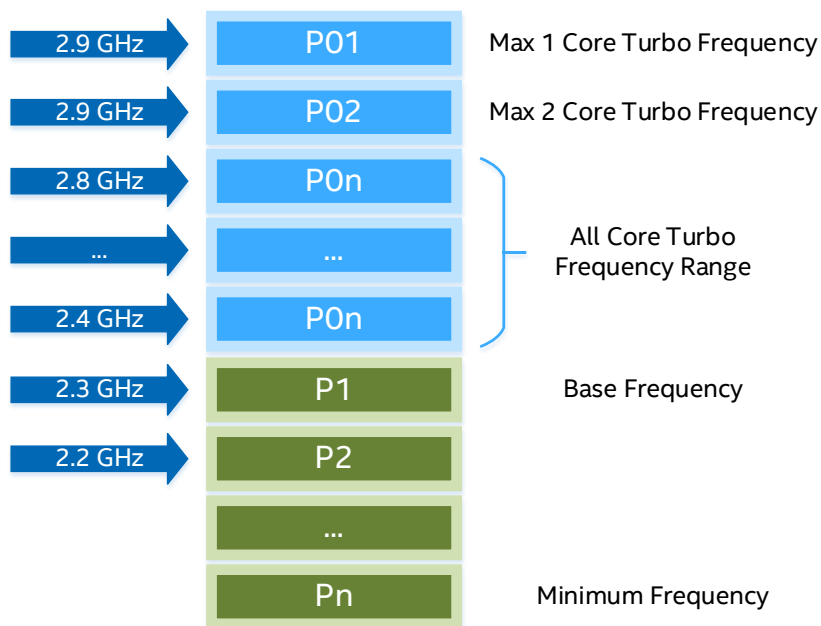 2.9 GHz P01 Max 1 Core Turbo Frequency
2.9 GHz P02 Max 2 Core Turbo Frequency
2.8 GHz P0n
... ... All Core Turbo
Frequency Range
2.4 GHz P0n
2.3 GHz P1 Base Frequency
2.2 GHz P2
...
Pn Minimum Frequency